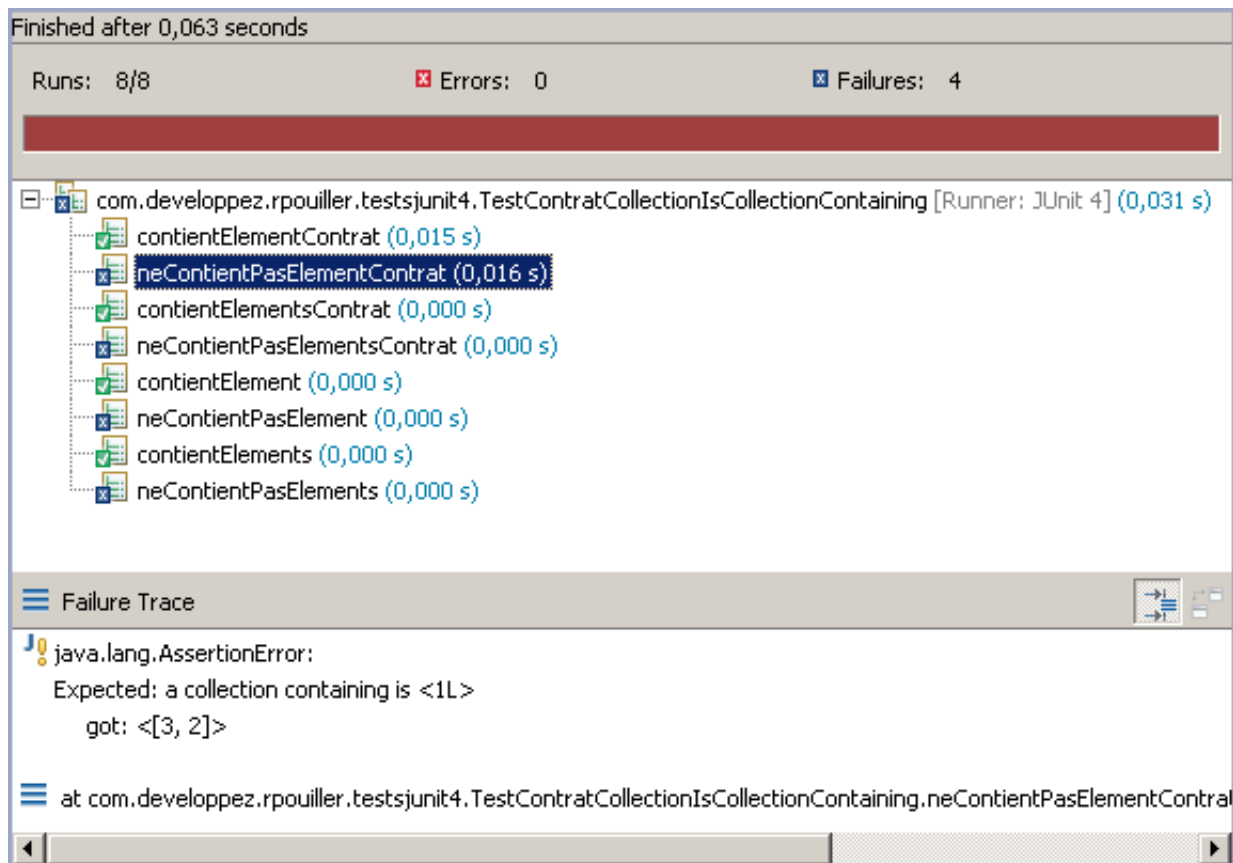 Finished after 0,063 seconds
Runs: 8/8 Errors: 0 Failures: 4
com.developpez.rpouiller.testsjunit4.TestContratCollectionIsCollectionContaining [Runner: JUnit 4] (0,031 s)
contientElementContrat (0,015 s)
neContientPasElementContrat (0,016 s)
contientElementsContrat (0,000 s)
neContientPasElementsContrat (0,000 s)
contientElement (0,000 s)
neContientPasElement (0,000 s)
contientElements (0,000 s)
neContientPasElements (0,000 s)
Failure Trace
java.lang.AssertionError:
Expected: a collection containing is <1L>
got: <[3, 2]>
at com.developpez.rpouiller.testsjunit4.TestContratCollectionIsCollectionContaining.neContientPasElementContra